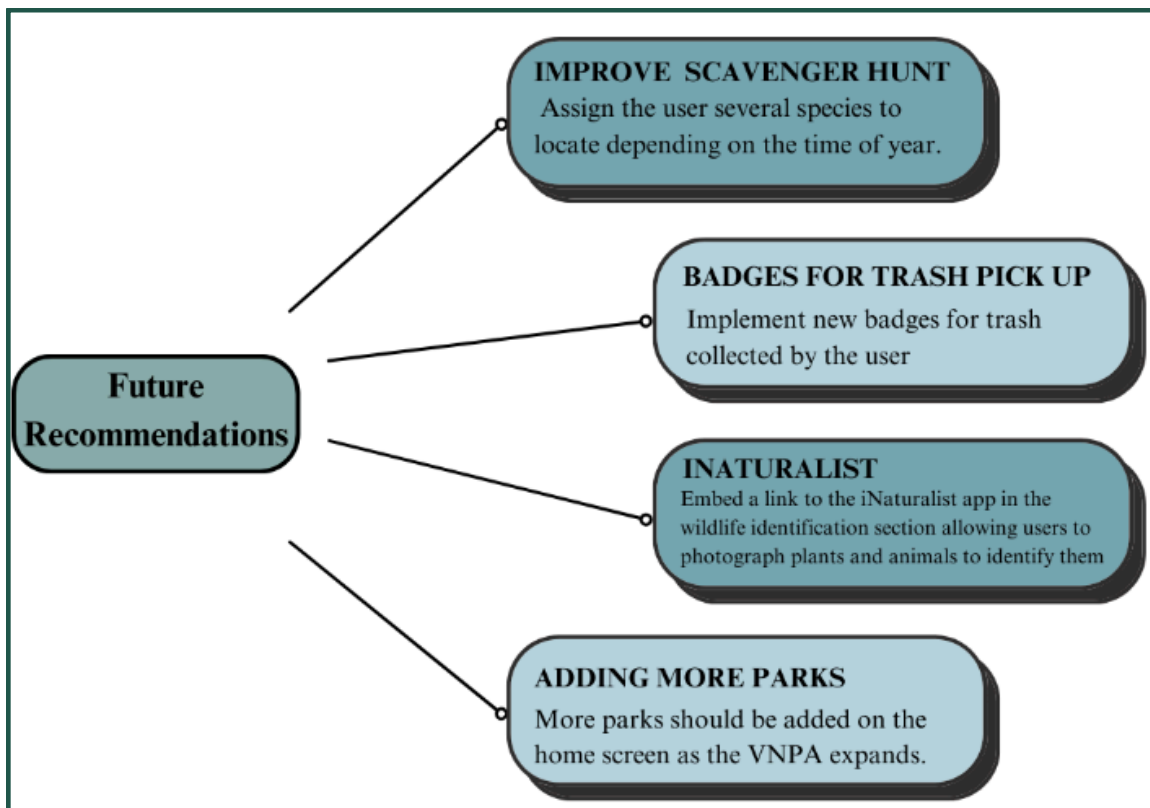 IMPROVE SCAVENGER HUNT
Assign the user several species to
locate depending on the time of year.
BADGES FOR TRASH PICK UP
Implement new badges for trash
collected by the user
Future
Recommendations
INATURALIST
Embed a link to the iNaturalist app in the
wildlife identification section allowing users to
photograph plants and animals to identify them
ADDING MORE PARKS
More parks should be added on the
home screen as the VNPA expands.